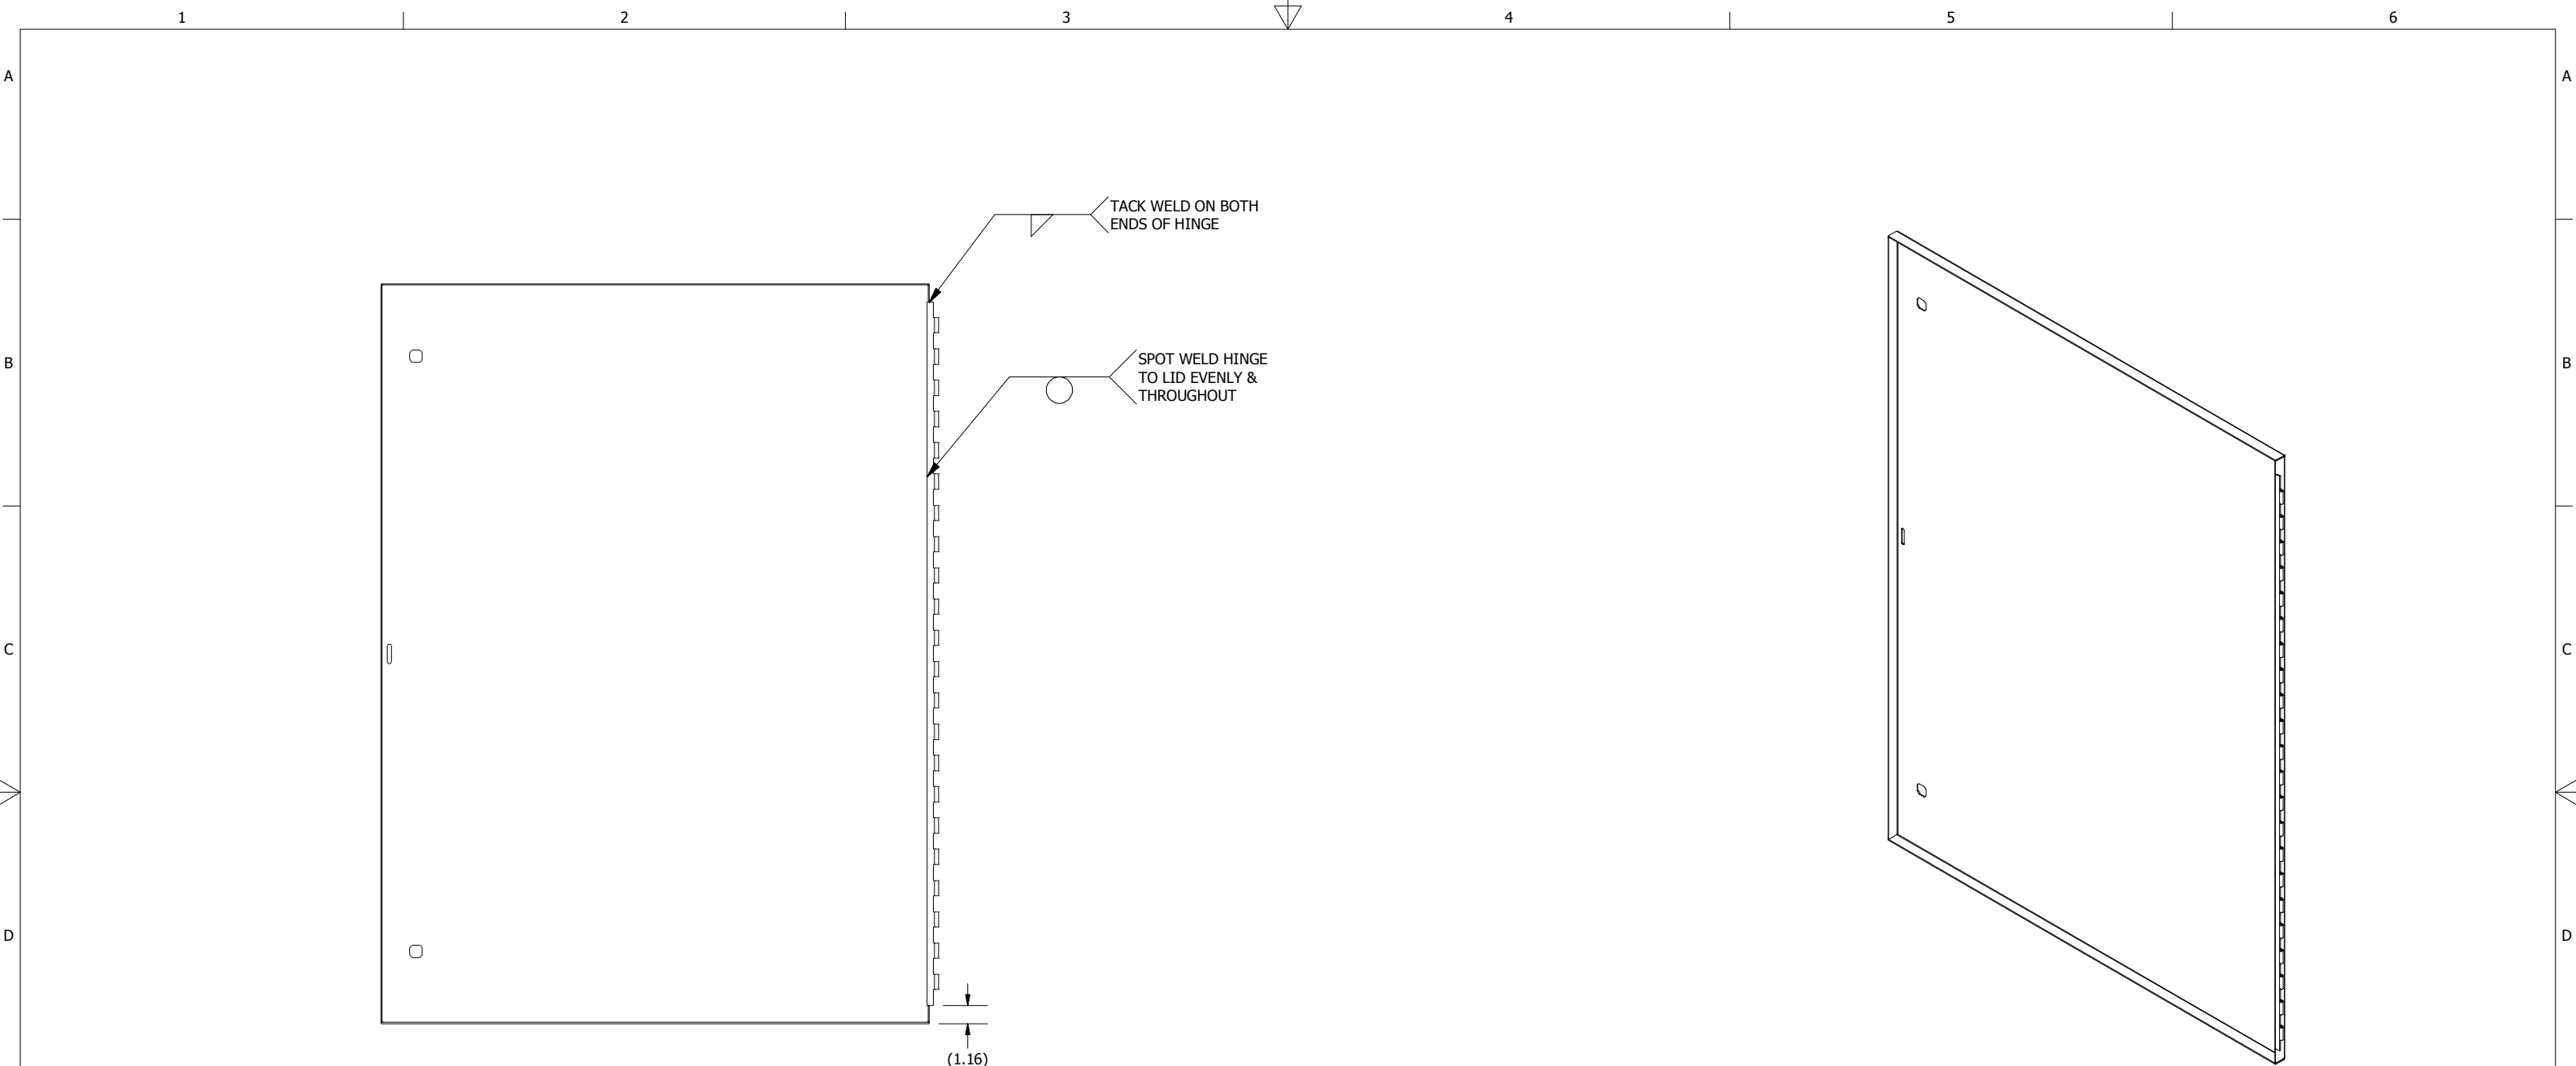 1 2 3 4 5 6
A A
TACK WELD ON BOTH
ENDS OF HINGE
B B
SPOT WELD HINGE
TO LID EVENLY &
THROUGHOUT
C C
D D
(1.16)